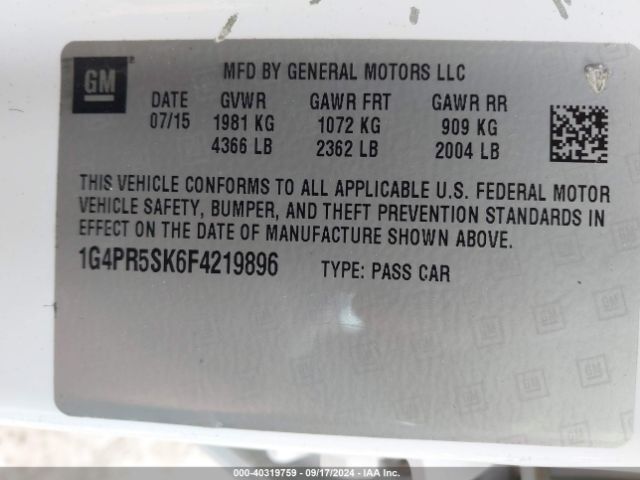 GM
MFD BY GENERAL MOTORS LLC
DATE GVWR GAWR FRT GAWR RR
07/15 1981 KG 1072 KG 909 KG
4366 LB 2362 LB 2004 LB
THIS VEHICLE CONFORMS TO ALL APPLICABLE U.S. FEDERAL MOTOR
VEHICLE SAFETY, BUMPER, AND THEFT PREVENTION STANDARDS IN
EFFECT ON THE DATE OF MANUFACTURE SHOWN ABOVE.
1G4PR5SK6F4219896 TYPE: PASS CAR
000-40319759 - 09/17/2024 - IAAI.COM